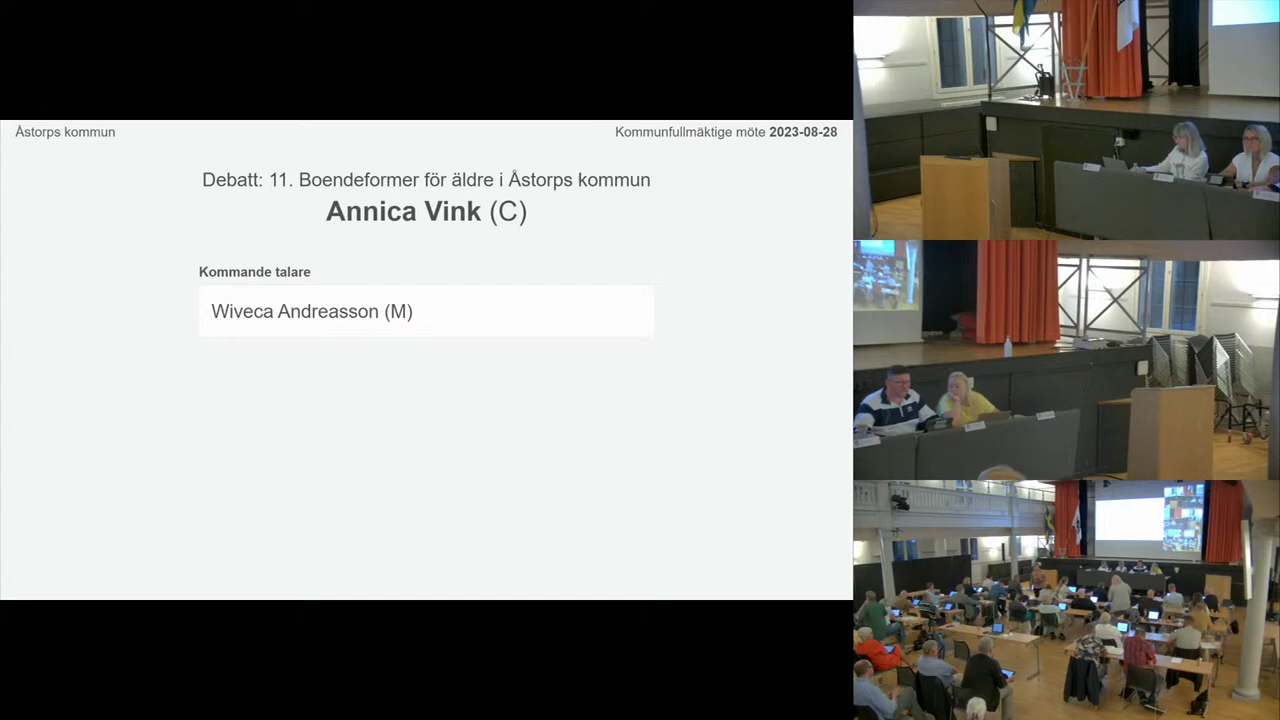 Åstorps kommun
Kommunfullmäktige möte 2023-08-28
Debatt: 11. Boendeformer för äldre i Åstorps kommun
Annica Vink (C)
Kommande talare
Wiveca Andreasson (M)